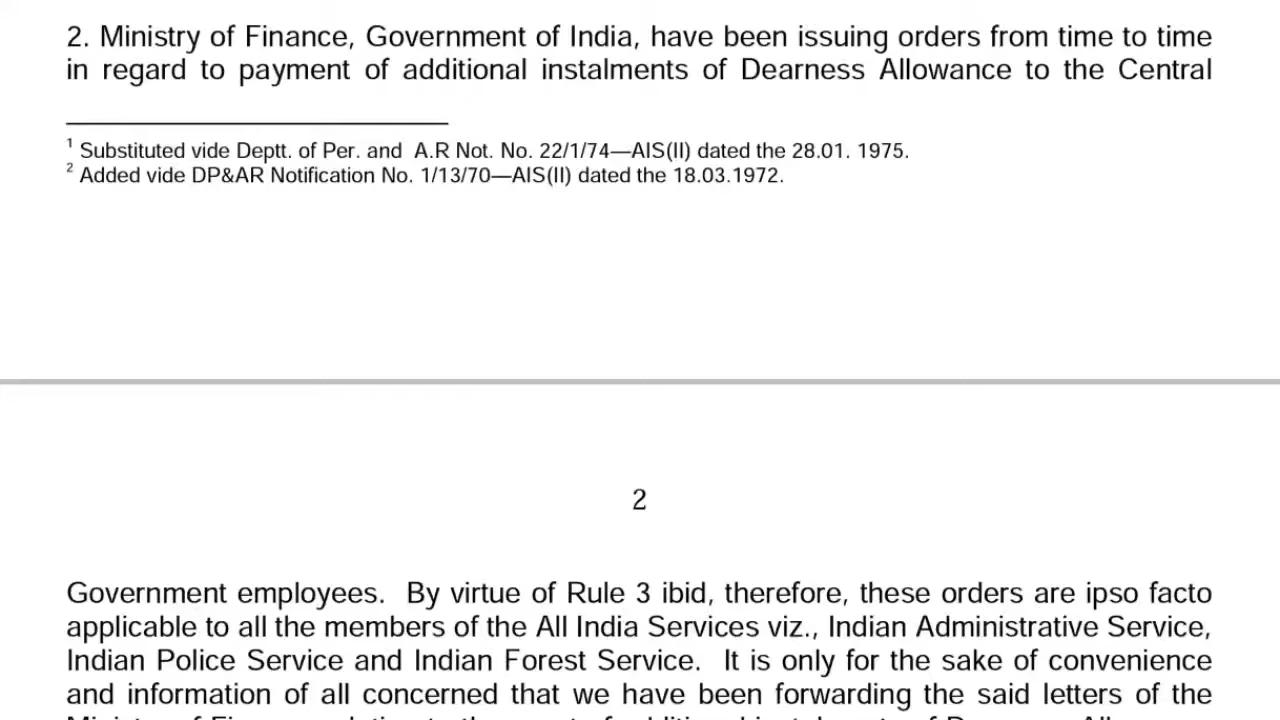 2. Ministry of Finance, Government of India, have been issuing orders from time to time
in regard to payment of additional instalments of Dearness Allowance to the Central
1 Substituted vide Deptt. of Per. and A.R Not. No. 22/1/74—AIS(II) dated the 28.01. 1975.
2 Added vide DP&AR Notification No. 1/13/70—AIS(II) dated the 18.03.1972.
2
Government employees. By virtue of Rule 3 ibid, therefore, these orders are ipso facto
applicable to all the members of the All India Services viz., Indian Administrative Service,
Indian Police Service and Indian Forest Service. It is only for the sake of convenience
and information of all concerned that we have been forwarding the said letters of the